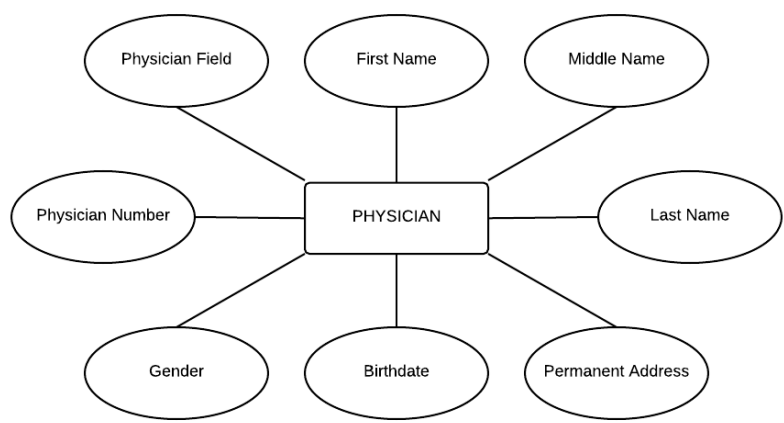 Physician Field
First Name
Middle Name
Physician Number
PHYSICIAN
Last Name
Gender
Birthdate
Permanent Address